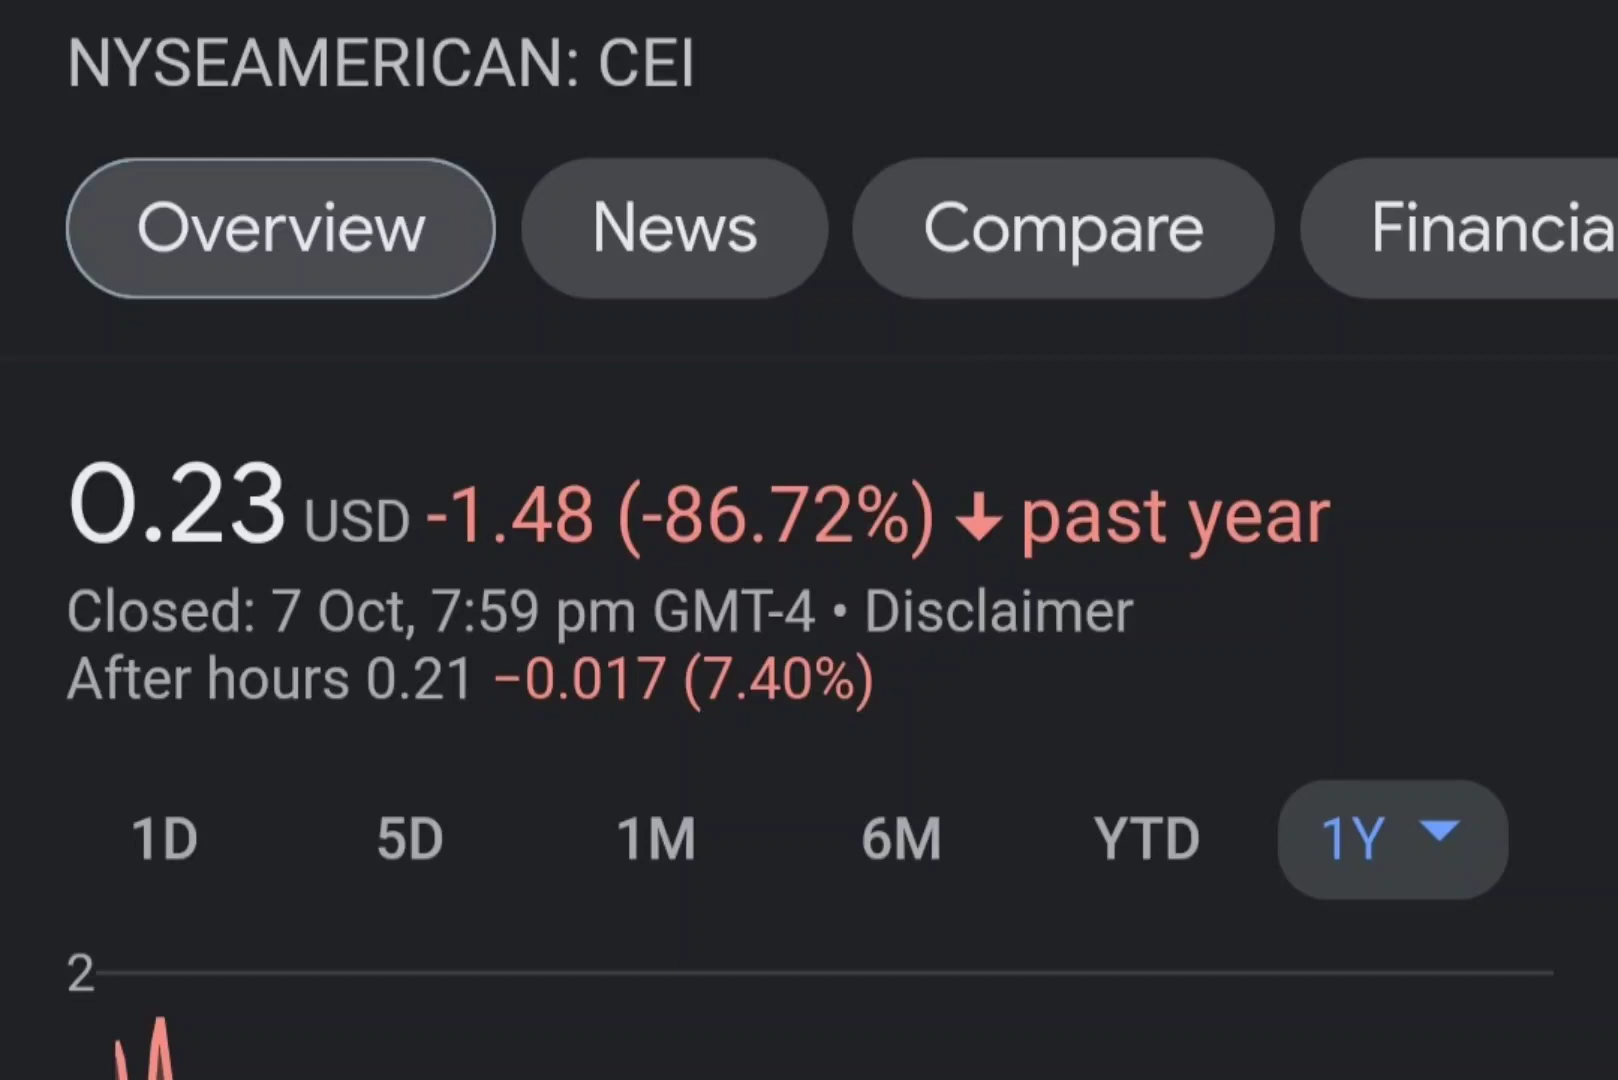 NYSEAMERICAN: CEI
Overview News Compare Financia
0.23 USD -1.48 (-86.72%) ↓ past year
Closed: 7 Oct, 7:59 pm GMT-4 • Disclaimer
After hours 0.21 −0.017 (7.40%)
1D 5D 1M 6M YTD 1Y
2